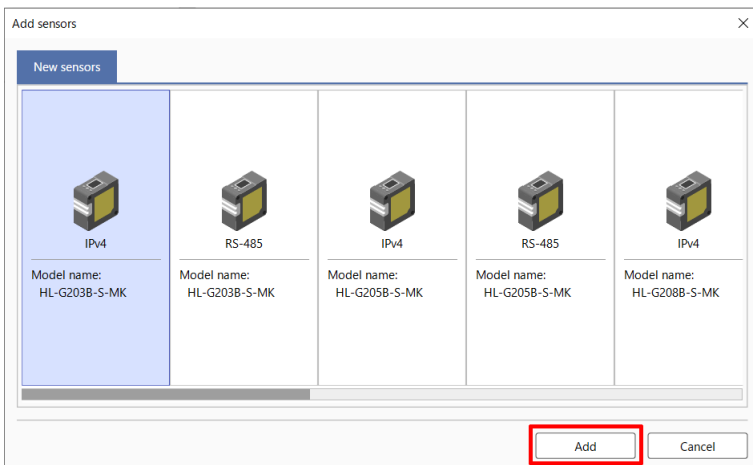 Add sensors
New sensors
IPv4
Model name:
HL-G203B-S-MK
RS-485
Model name:
HL-G203B-S-MK
IPv4
Model name:
HL-G205B-S-MK
RS-485
Model name:
HL-G205B-S-MK
IPv4
Model name:
HL-G208B-S-MK
Add
Cancel